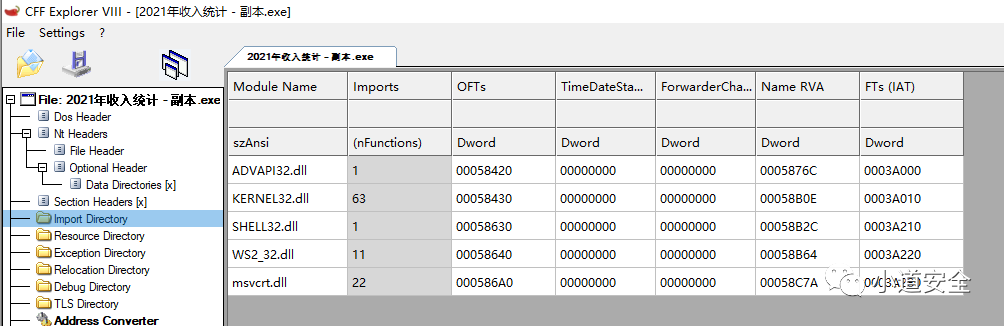 CFF Explorer VIII - [2021年收入统计 - 副本.exe]
File Settings ?
2021年收入统计 - 副本.exe
File: 2021年收入统计 - 副本.exe
Dos Header
Nt Headers
File Header
Optional Header
Data Directories [x]
Section Headers [x]
Import Directory
Resource Directory
Exception Directory
Relocation Directory
Debug Directory
TLS Directory
Address Converter
Module Name Imports OFTs TimeDateSta... ForwarderCha... Name RVA FTs (IAT)
szAnsi (nFunctions) Dword Dword Dword Dword Dword
ADVAPI32.dll 1 00058420 00000000 00000000 0005876C 0003A000
KERNEL32.dll 63 00058430 00000000 00000000 00058B0E 0003A010
SHELL32.dll 1 00058630 00000000 00000000 00058B2C 0003A210
WS2_32.dll 11 00058640 00000000 00000000 00058B64 0003A220
msvcrt.dll 22 000586A0 00000000 00000000 00058C7A
小道安全